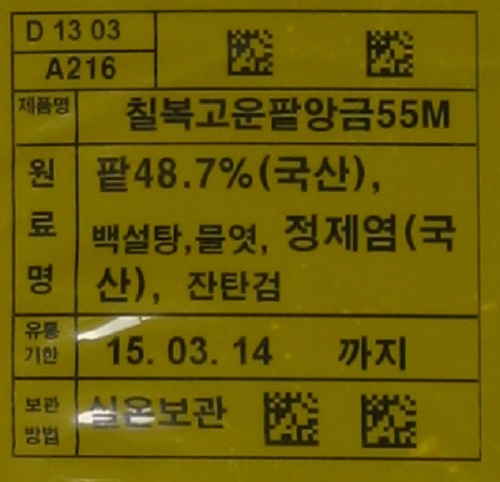 D 13 03
A216
제품명 칠복고운팥앙금55M
원료명 팥48.7%(국산),
백설탕,물엿, 정제염(국
산), 잔탄검
유통기한 15. 03. 14 까지
보관방법 실온보관